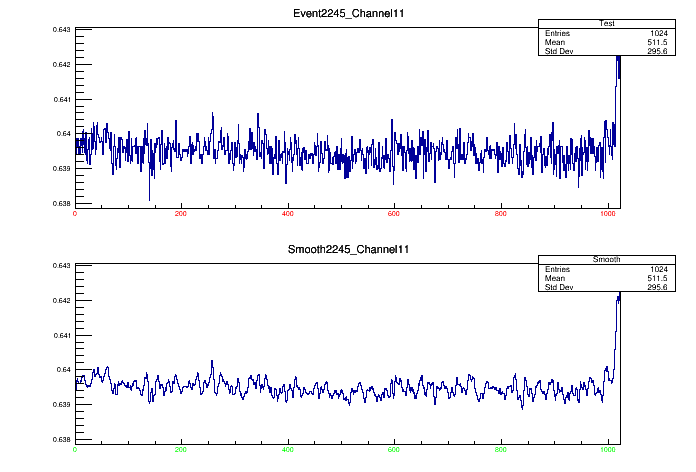 Event2245_Channel11
Test
Entries 1024
Mean 511.5
Std Dev 295.6
0.643
0.642
0.641
0.64
0.639
0.638
0 200 400 600 800 1000
Smooth2245_Channel11
Smooth
Entries 1024
Mean 511.5
Std Dev 295.6
0.643
0.642
0.641
0.64
0.639
0.638
0 200 400 600 800 1000